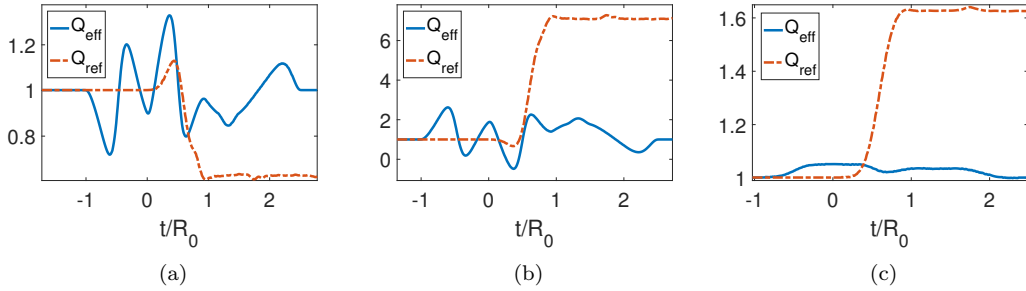 1.2
1
0.8
Q_eff
Q_ref
-1 0 1 2
t/R_0
(a)
6
4
2
0
Q_eff
Q_ref
-1 0 1 2
t/R_0
(b)
1.6
1.4
1.2
1
Q_eff
Q_ref
-1 0 1 2
t/R_0
(c)